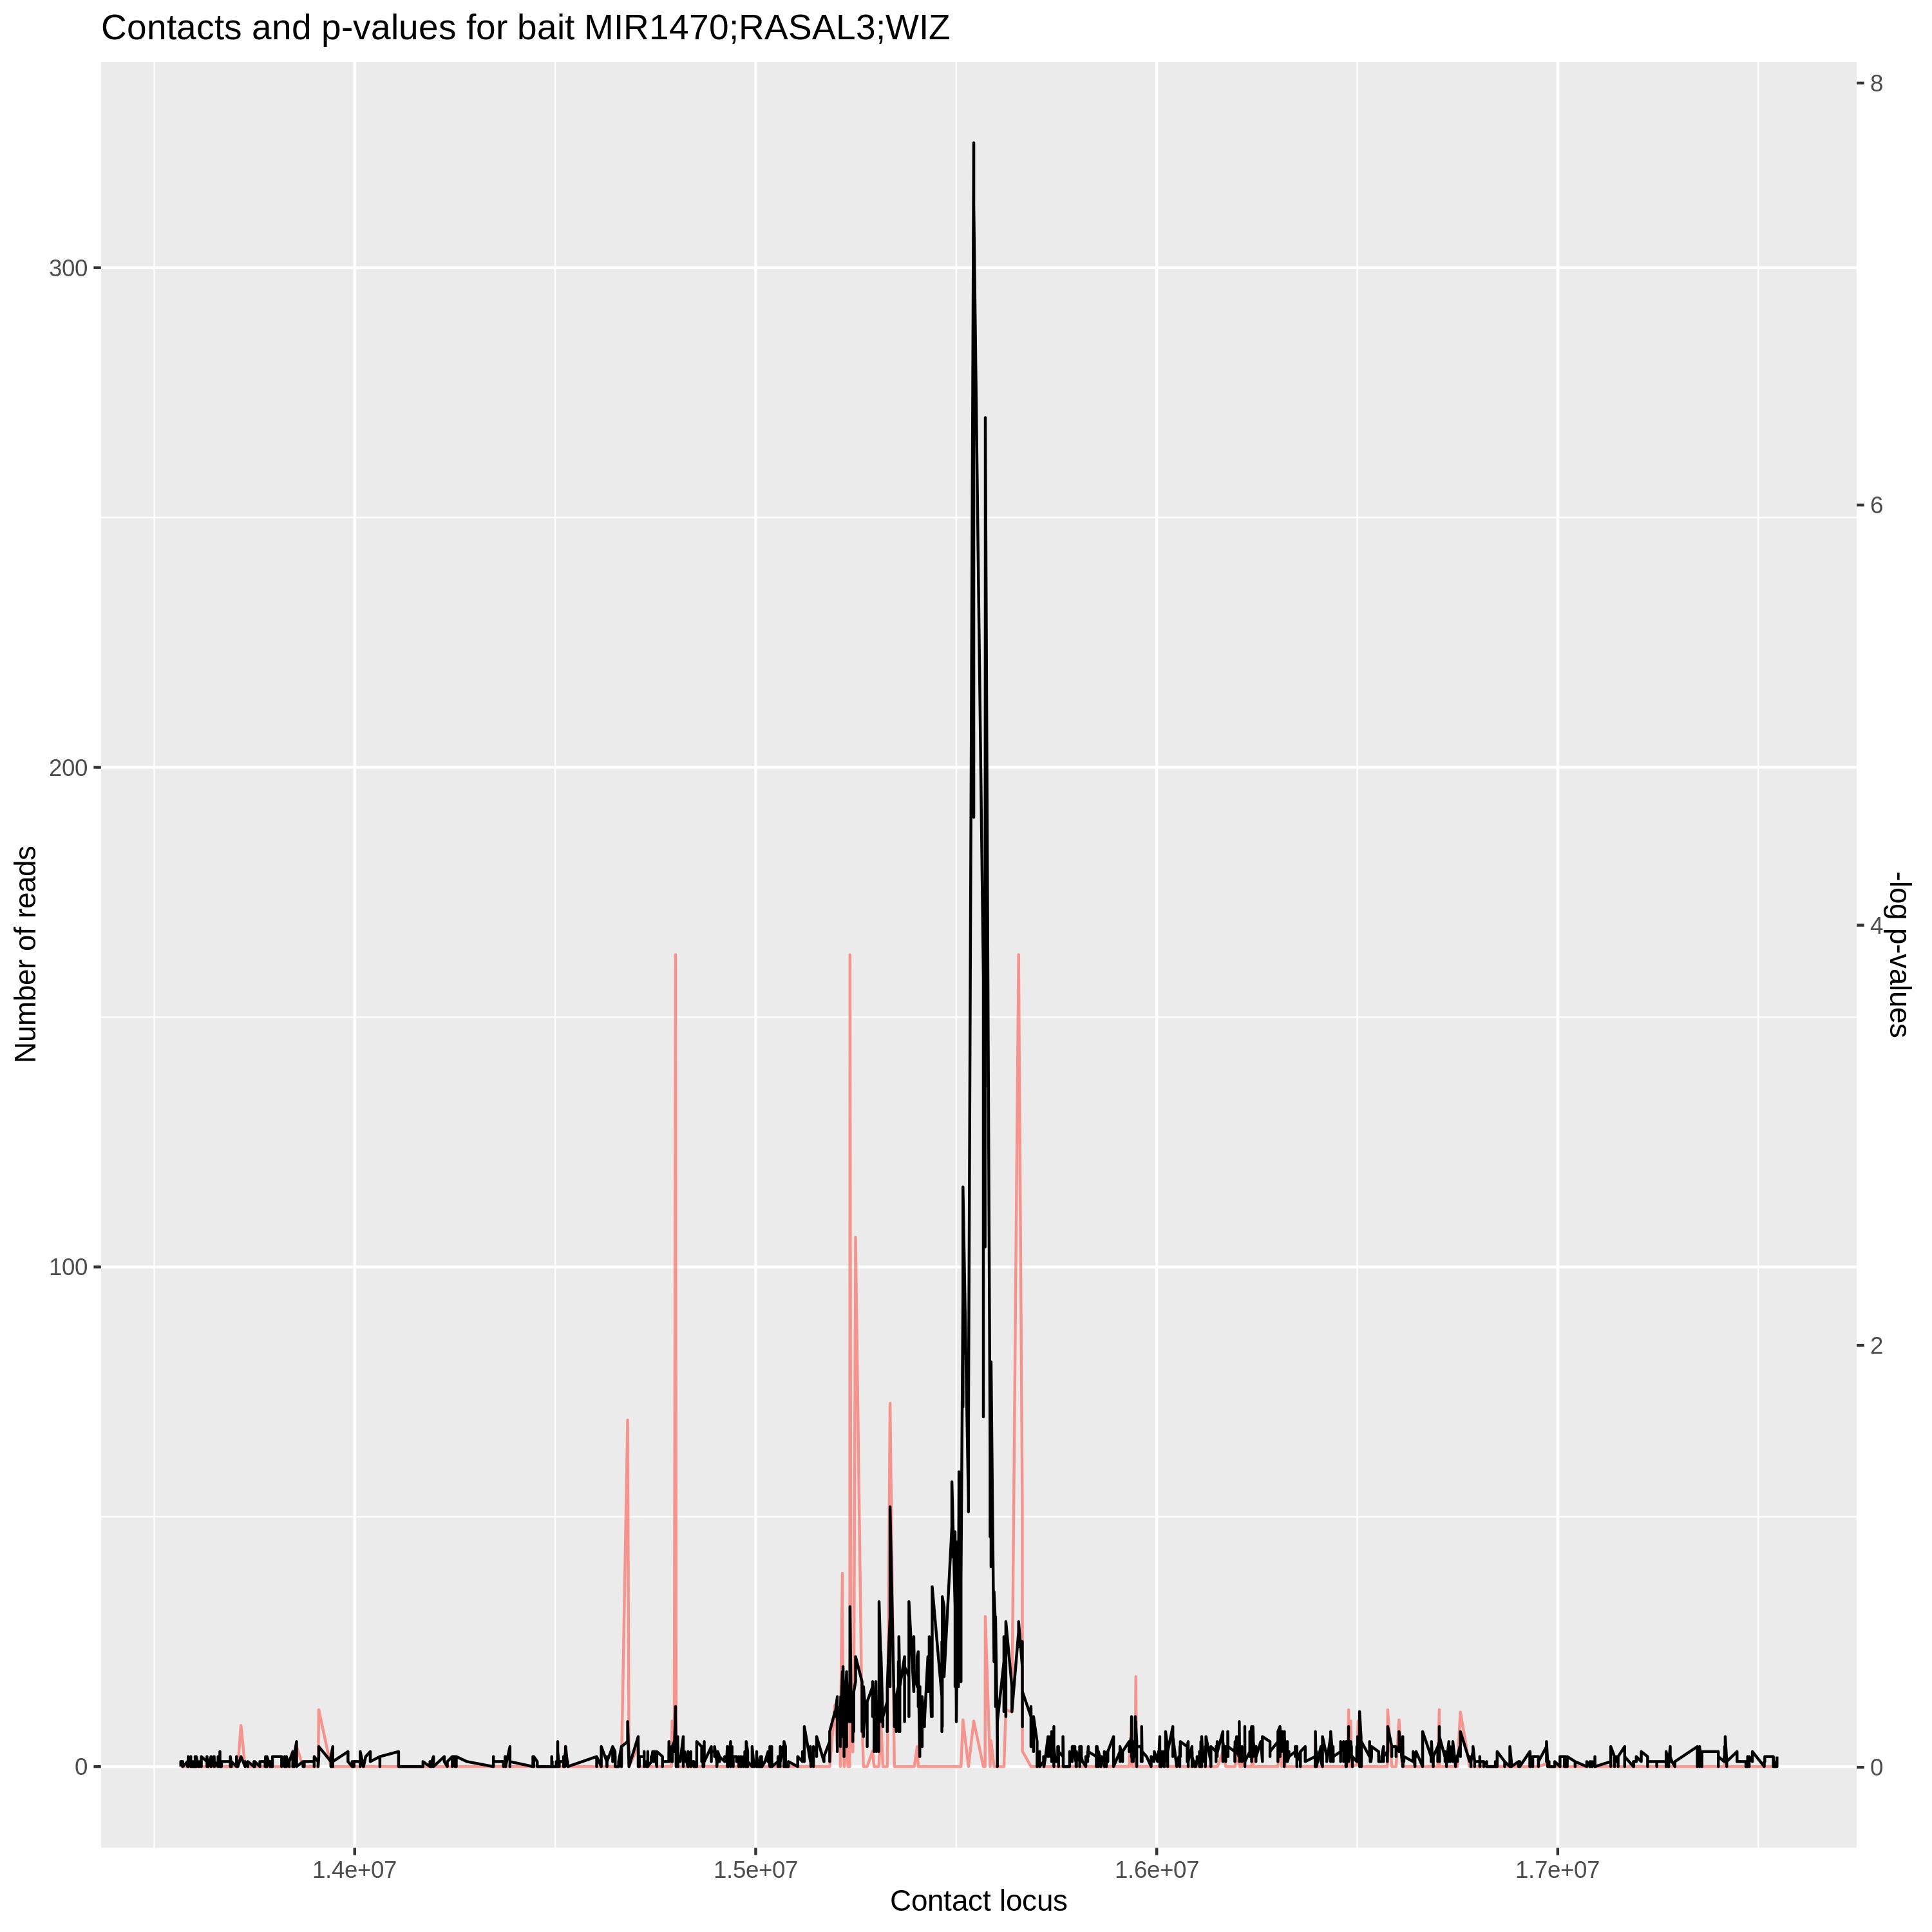 Contacts and p-values for bait MIR1470;RASAL3;WIZ
300
200
100
0
Number of reads
8
6
4
2
0
-log p-values
1.4e+07
1.5e+07
1.6e+07
1.7e+07
Contact locus